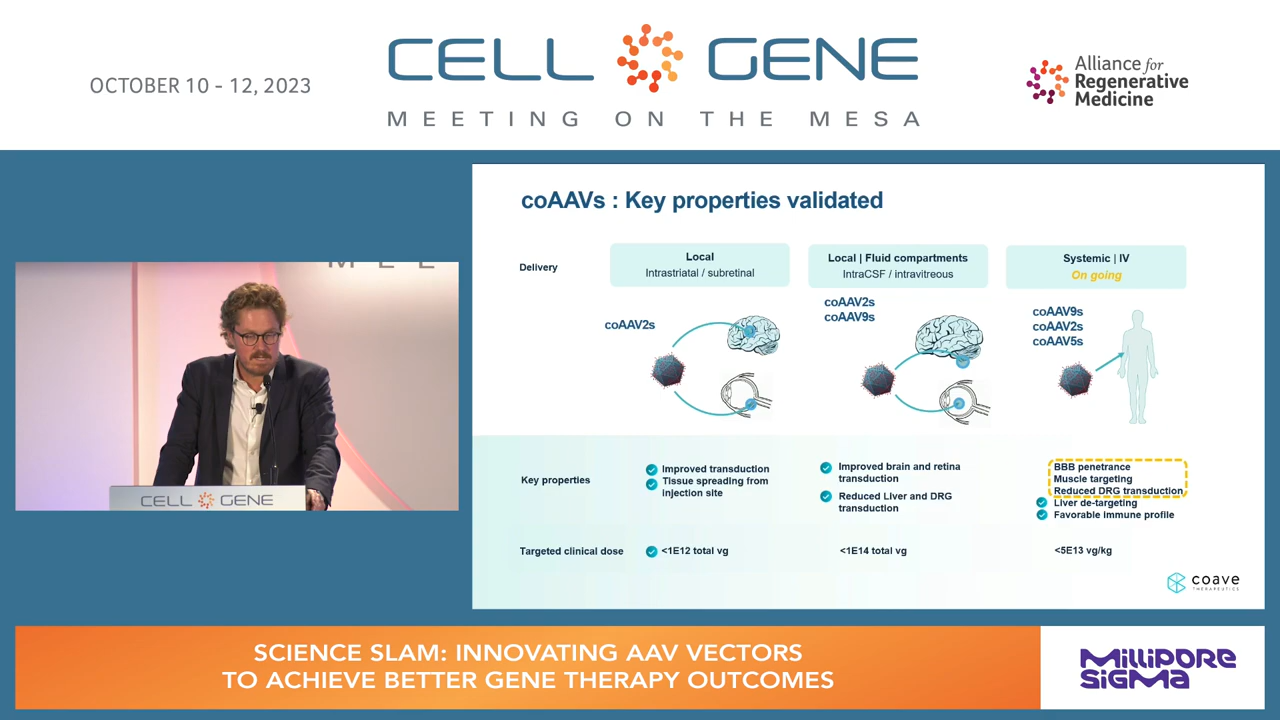 OCTOBER 10 - 12, 2023
CELL GENE
MEETING ON THE MESA
Alliance for
Regenerative
Medicine
coAAVs : Key properties validated
Delivery
Local
Intrastriatal / subretinal
Local | Fluid compartments
IntraCSF / intravitreous
Systemic | IV
On going
coAAV2s
coAAV2s
coAAV9s
coAAV9s
coAAV2s
coAAV5s
Key properties
Improved transduction
Tissue spreading from
injection site
Improved brain and retina
transduction
Reduced Liver and DRG
transduction
BBB penetrance
Muscle targeting
Reduced DRG transduction
Liver de-targeting
Favorable immune profile
Targeted clinical dose
<1E12 total vg
<1E14 total vg
<5E13 vg/kg
coave
THERAPEUTICS
M E E
CELL GENE
SCIENCE SLAM: INNOVATING AAV VECTORS
TO ACHIEVE BETTER GENE THERAPY OUTCOMES
MILLIPORE
SIGMA